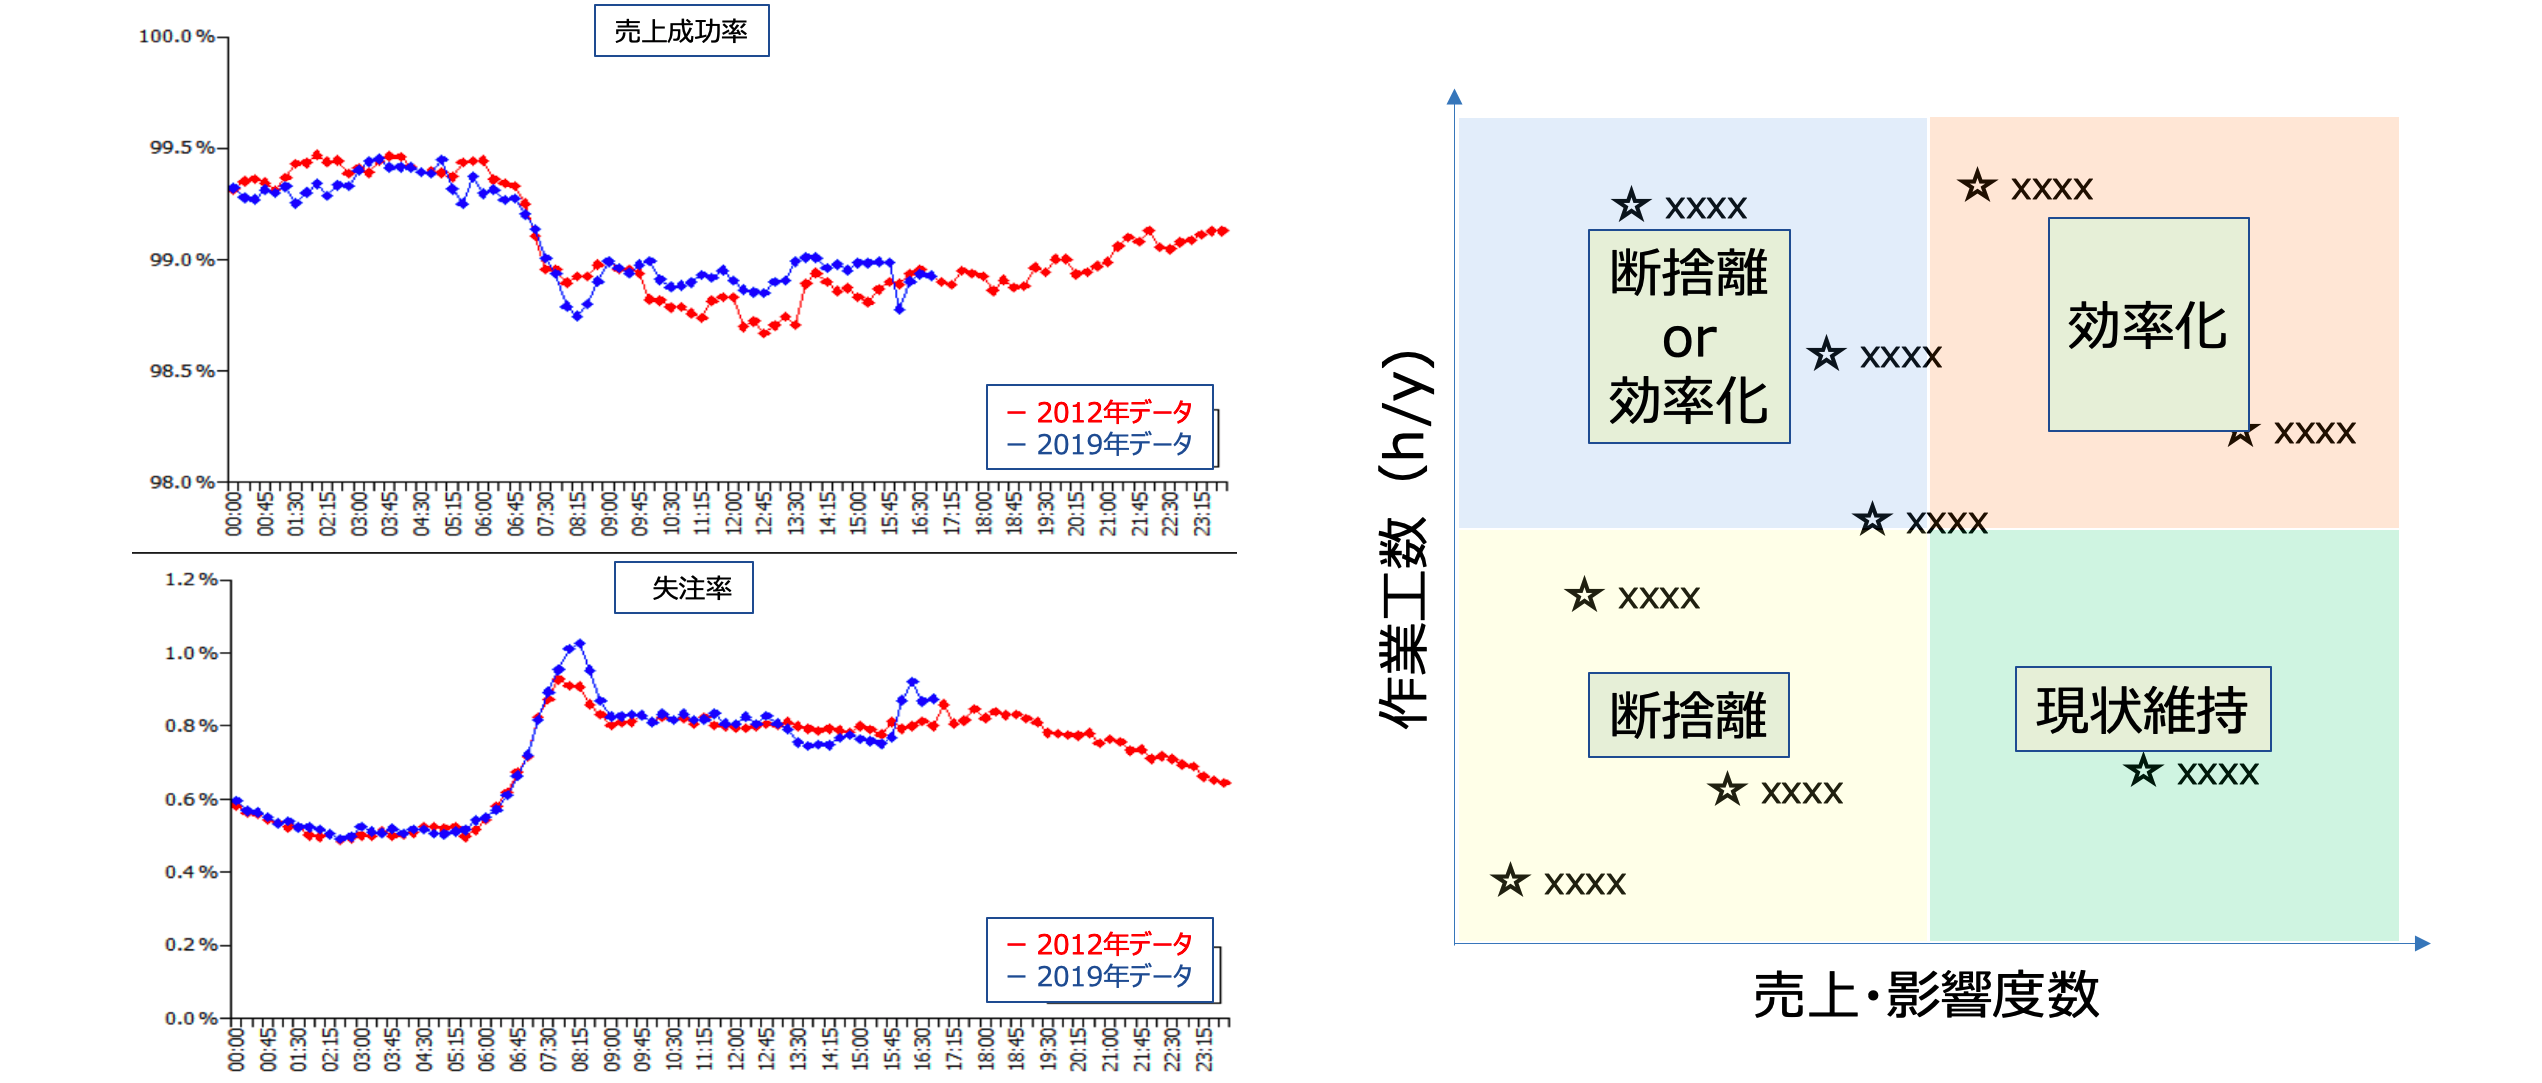 売上成功率
100.0%
99.5%
99.0%
98.5%
98.0%
— 2012年データ
— 2019年データ
00:00 00:45 01:30 02:15 03:00 03:45 04:30 05:15 06:00 06:45 07:30 08:15 09:00 09:45 10:30 11:15 12:00 12:45 13:30 14:15 15:00 15:45 16:30 17:15 18:00 18:45 19:30 20:15 21:00 21:45 22:30 23:15
失注率
1.2%
1.0%
0.8%
0.6%
0.4%
0.2%
0.0%
— 2012年データ
— 2019年データ
00:00 00:45 01:30 02:15 03:00 03:45 04:30 05:15 06:00 06:45 07:30 08:15 09:00 09:45 10:30 11:15 12:00 12:45 13:30 14:15 15:00 15:45 16:30 17:15 18:00 18:45 19:30 20:15 21:00 21:45 22:30 23:15
作業工数 (h/y)
☆ xxxx
断捨離
or
効率化
☆ xxxx
☆ xxxx
☆ xxxx
効率化
☆ xxxx
☆ xxxx
断捨離
☆ xxxx
☆ xxxx
現状維持
☆ xxxx
売上・影響度数